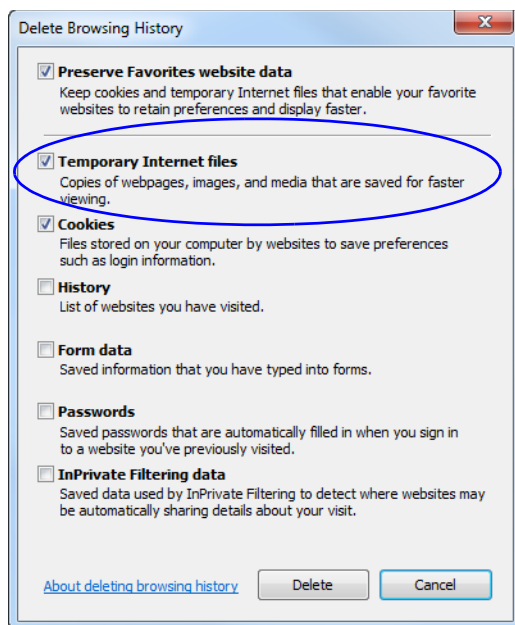 Delete Browsing History
Preserve Favorites website data
Keep cookies and temporary Internet files that enable your favorite
websites to retain preferences and display faster.
Temporary Internet files
Copies of webpages, images, and media that are saved for faster
viewing.
Cookies
Files stored on your computer by websites to save preferences
such as login information.
History
List of websites you have visited.
Form data
Saved information that you have typed into forms.
Passwords
Saved passwords that are automatically filled in when you sign in
to a website you've previously visited.
InPrivate Filtering data
Saved data used by InPrivate Filtering to detect where websites may
be automatically sharing details about your visit.
About deleting browsing history Delete Cancel